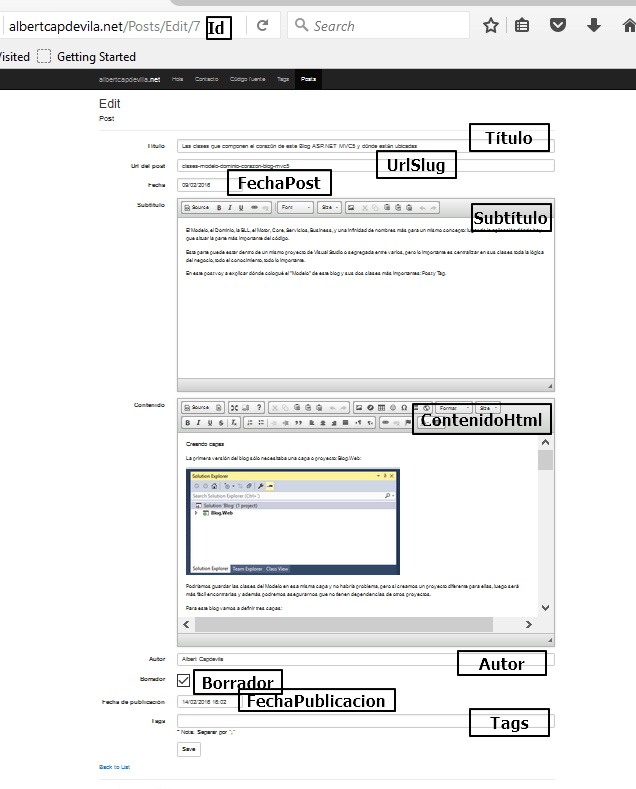 albertcapdevila.net/Posts/Edit/7 Id Search
Visited Getting Started
albertcapdevila.net Hola Contacto Código fuente Tags Posts
Edit
Post
Título Las clases que componen el corazón de este Blog ASP.NET MVC5 y dónde están ubicadas Título
Url del post clases-modelo-dominio-corazon-blog-mvc5 UrlSlug
Fecha 09/02/2016 FechaPost
Subtítulo Source B I U Font Size Subtítulo
El Modelo, el Dominio, la BLL, el Motor, Core, Servicios, Business, y una infinidad de nombres más para un mismo concepto:
que situar la parte más importante del código.
Esta parte puede estar dentro de un mismo proyecto de Visual Studio o segregada entre varios, pero lo importante es centralizar en sus clases toda la lógica
del negocio, todo el conocimiento, todo lo importante.
En este post voy a explicar dónde coloqué el "Modelo" de este blog y sus dos clases más importantes: Post y Tag.
Contenido Source ? Ω Format Size
B I U S Tx ContenidoHtml
Creando capas
La primera versión del blog sólo necesitaba una capa o proyecto: Blog.Web:
Solution Explorer
Search Solution Explorer (Ctrl+¨)
Solution 'Blog' (1 project)
Blog.Web
Solution Explorer Team Explorer Class View
Podríamos guardar las clases del Modelo en esa misma capa y no habría problema, pero si creamos un proyecto diferente para ellas, luego será
más fácil encontrarlas y además podremos asegurarnos que no tienen dependencias de otros proyectos.
Para este blog vamos a definir tres capas:
Autor Albert Capdevila Autor
Borrador Borrador
Fecha de publicación 14/02/2016 16:02 FechaPublicacion
Tags Tags
* Nota: Separar por ";"
Save
Back to List